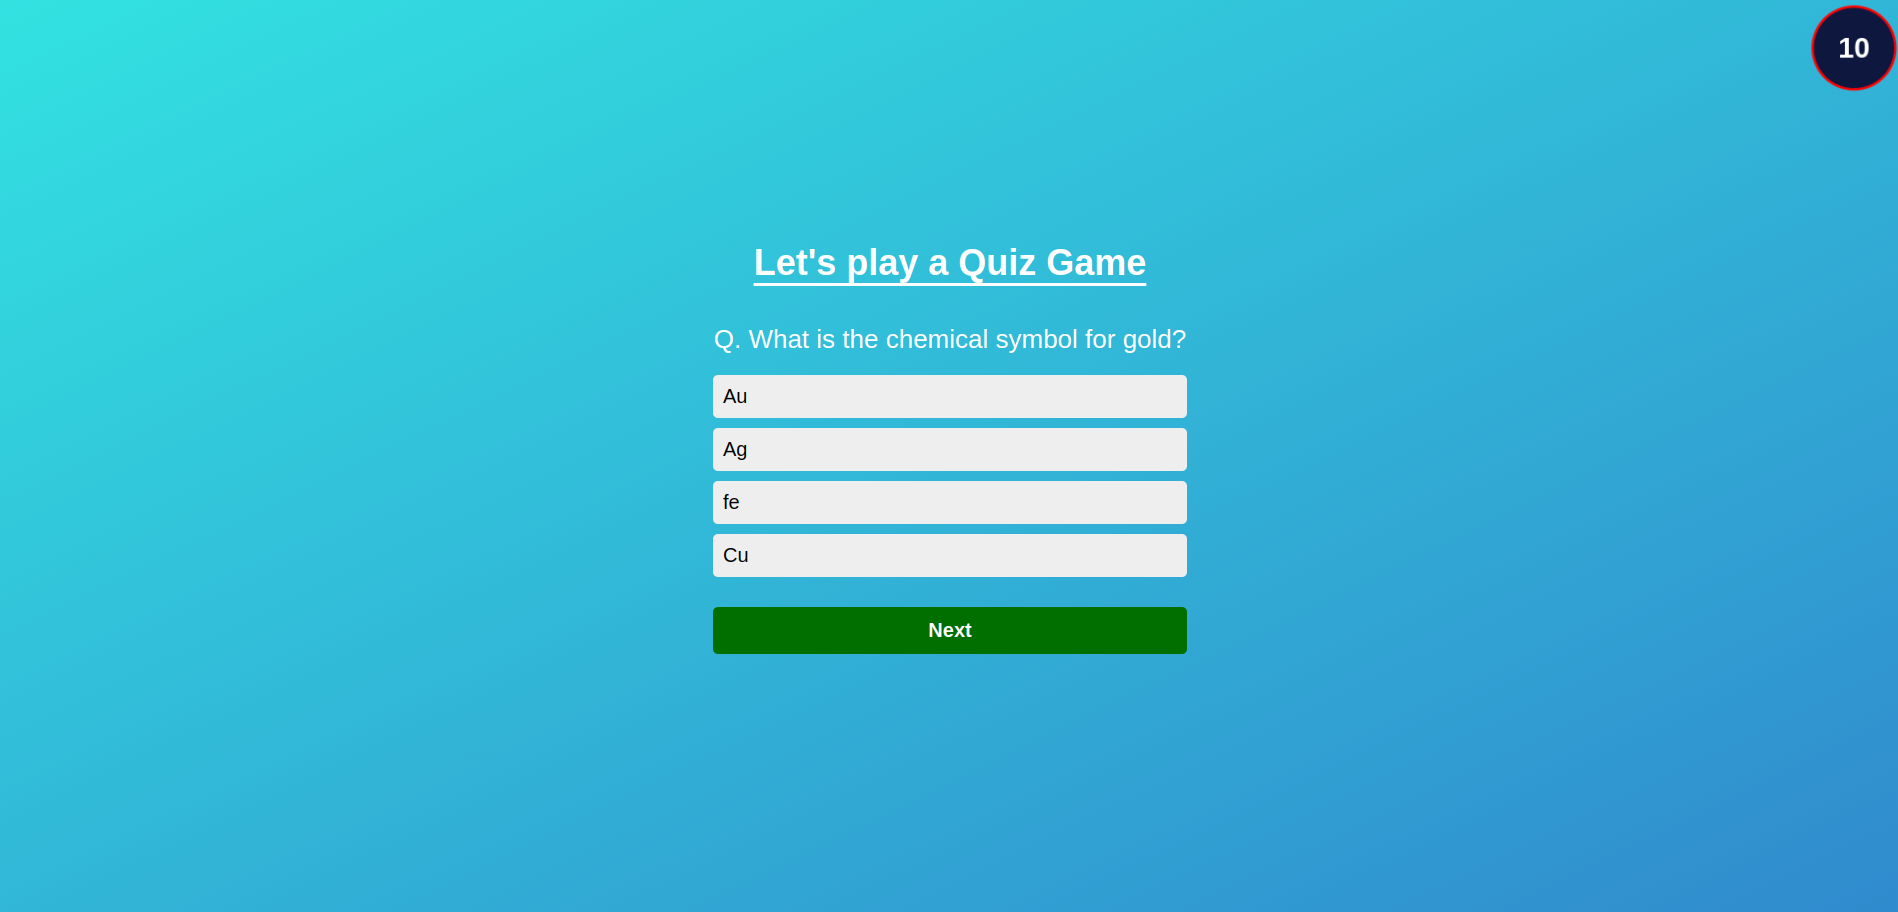 10
Let's play a Quiz Game
Q. What is the chemical symbol for gold?
Au
Ag
fe
Cu
Next